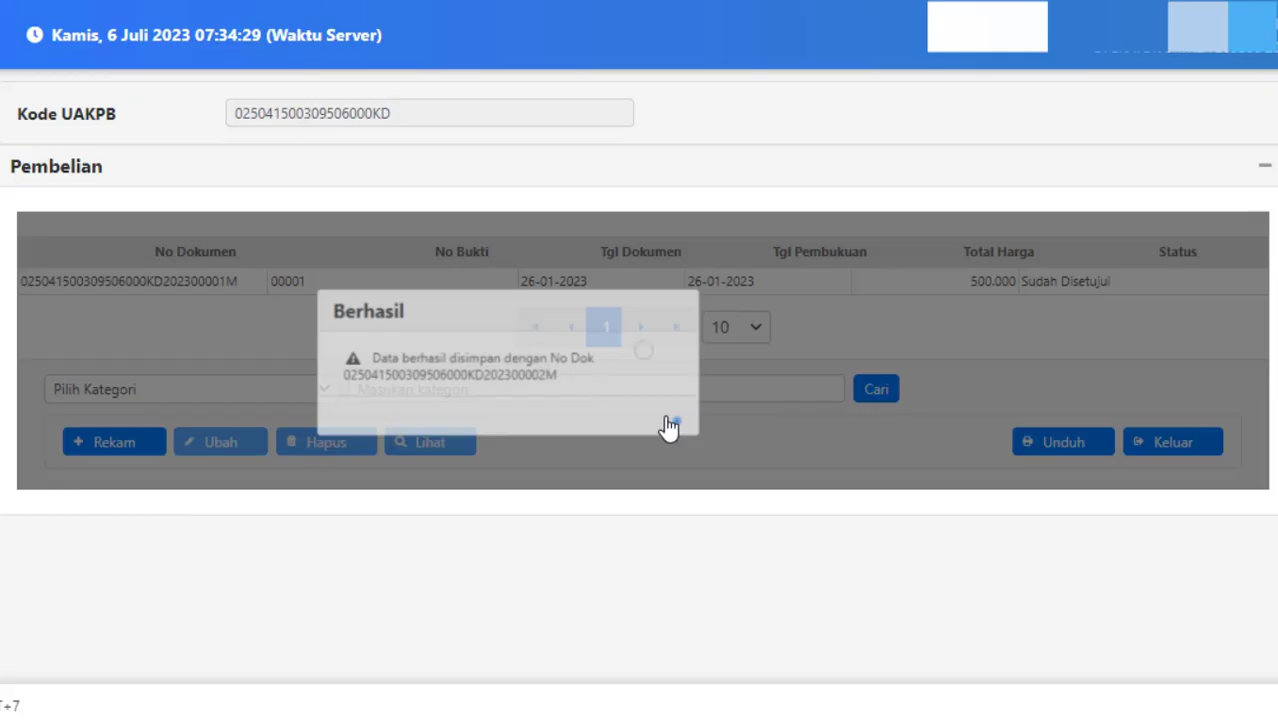 Kamis, 6 Juli 2023 07:34:29 (Waktu Server)
Kode UAKPB 025041500309506000KD
Pembelian
No Dokumen No Bukti Tgl Dokumen Tgl Pembukuan Total Harga Status
025041500309506000KD202300001M 00001 26-01-2023 26-01-2023 500.000 Sudah Disetujui
Berhasil
1 10
Data berhasil disimpan dengan No Dok
025041500309506000KD202300002M
Pilih Kategori Masukan kategori Cari
Rekam Ubah Hapus Lihat Unduh Keluar
+7